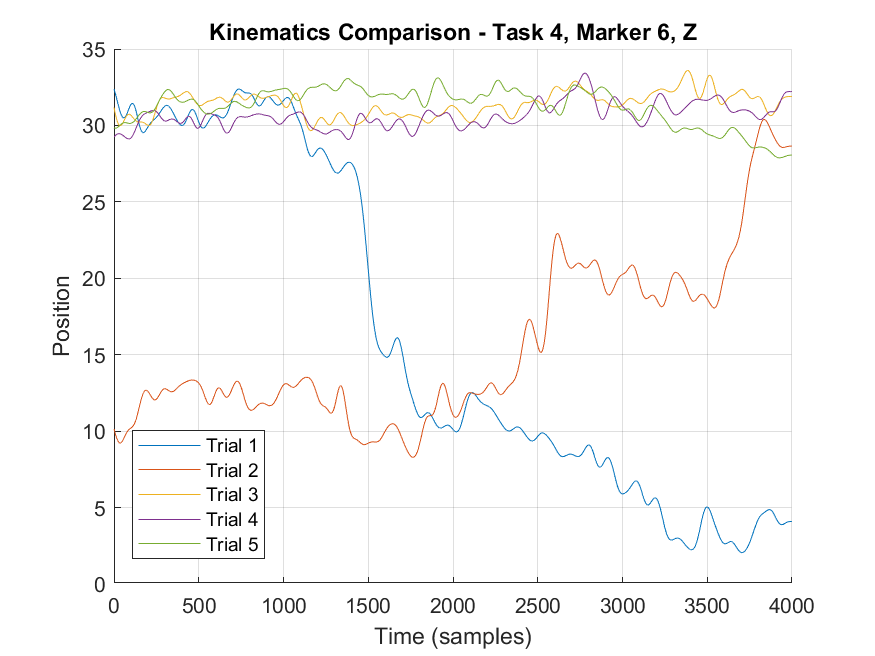 Kinematics Comparison - Task 4, Marker 6, Z
35
30
25
20
15
10
5
0
Position
Trial 1
Trial 2
Trial 3
Trial 4
Trial 5
0 500 1000 1500 2000 2500 3000 3500 4000
Time (samples)